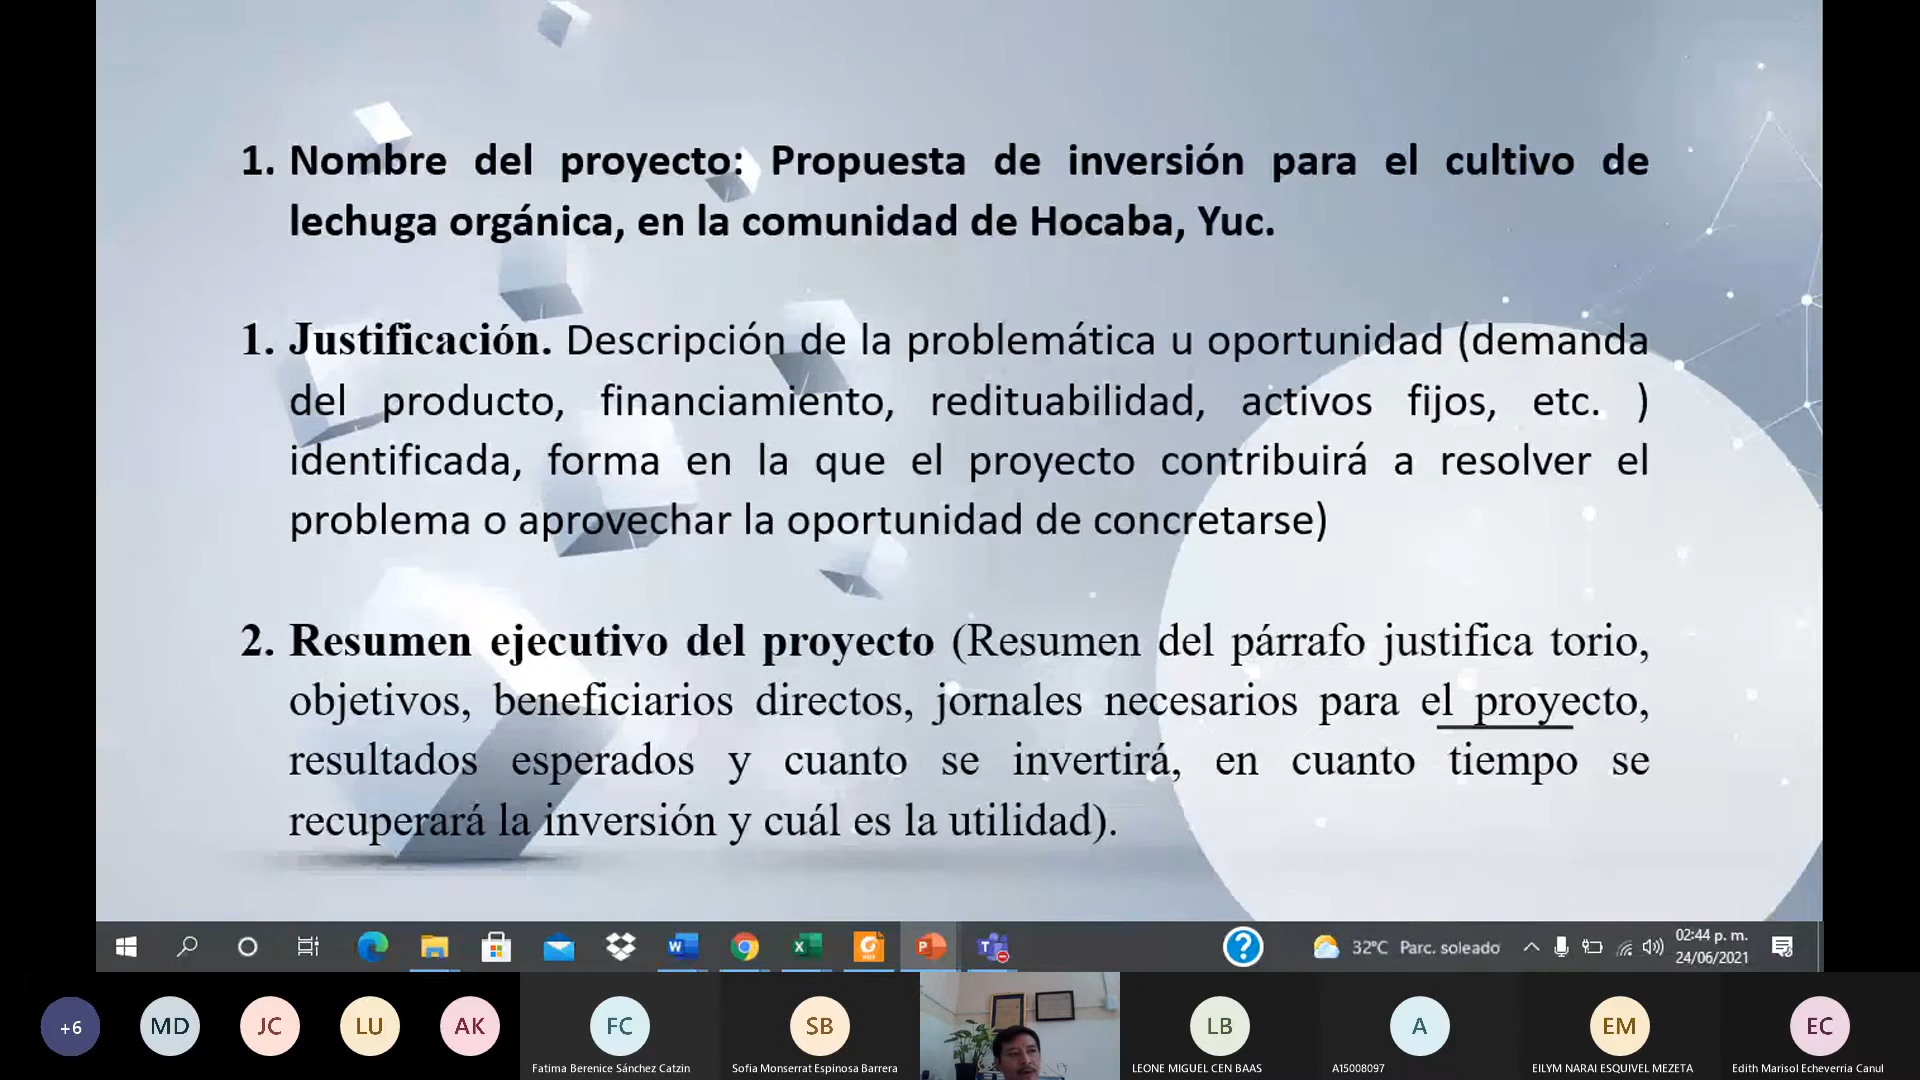 1. Nombre del proyecto: Propuesta de inversión para el cultivo de
lechuga orgánica, en la comunidad de Hocaba, Yuc.
1. Justificación. Descripción de la problemática u oportunidad (demanda
del producto, financiamiento, redituabilidad, activos fijos, etc. )
identificada, forma en la que el proyecto contribuirá a resolver el
problema o aprovechar la oportunidad de concretarse)
2. Resumen ejecutivo del proyecto (Resumen del párrafo justifica torio,
objetivos, beneficiarios directos, jornales necesarios para el proyecto,
resultados esperados y cuanto se invertirá, en cuanto tiempo se
recuperará la inversión y cuál es la utilidad).
32°C Parc. soleado
02:44 p. m.
24/06/2021
+6
MD
JC
LU
AK
FC
Fatima Berenice Sánchez Catzin
SB
Sofia Monserrat Espinosa Barrera
LB
LEONE MIGUEL CEN BAAS
A
A15008097
EM
EILYM NARAI ESQUIVEL MEZETA
EC
Edith Marisol Echeverria Canul